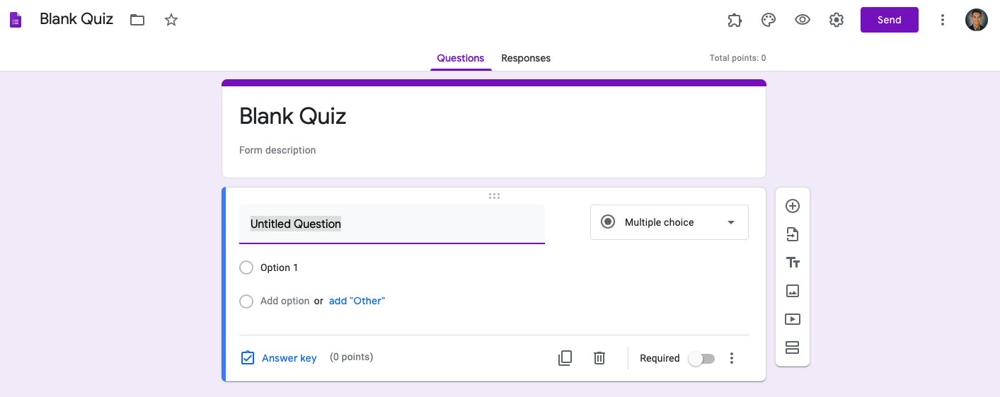 Blank Quiz
Send
Questions Responses Total points: 0
Blank Quiz
Form description
Untitled Question Multiple choice
Option 1
Add option or add "Other"
Answer key (0 points) Required